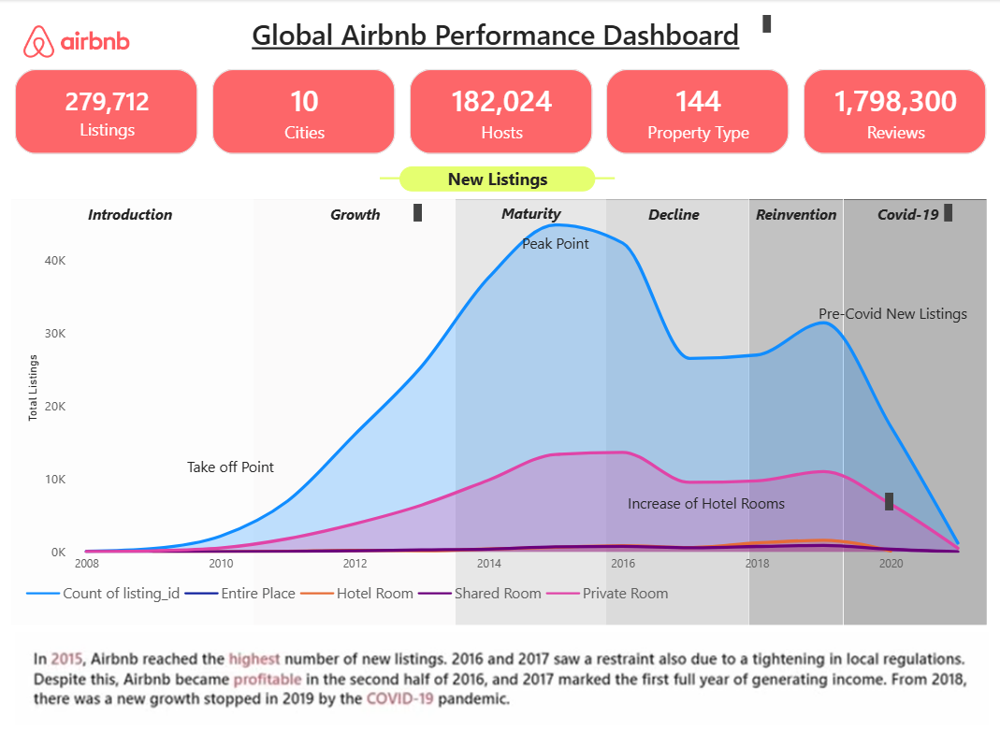 airbnb
Global Airbnb Performance Dashboard
279,712
Listings
10
Cities
182,024
Hosts
144
Property Type
1,798,300
Reviews
New Listings
Introduction
Growth
Maturity
Decline
Reinvention
Covid-19
Peak Point
Pre-Covid New Listings
Take off Point
Increase of Hotel Rooms
Total Listings
40K
30K
20K
10K
0K
2008
2010
2012
2014
2016
2018
2020
Count of listing_id
Entire Place
Hotel Room
Shared Room
Private Room
In 2015, Airbnb reached the highest number of new listings. 2016 and 2017 saw a restraint also due to a tightening in local regulations.
Despite this, Airbnb became profitable in the second half of 2016, and 2017 marked the first full year of generating income. From 2018,
there was a new growth stopped in 2019 by the COVID-19 pandemic.